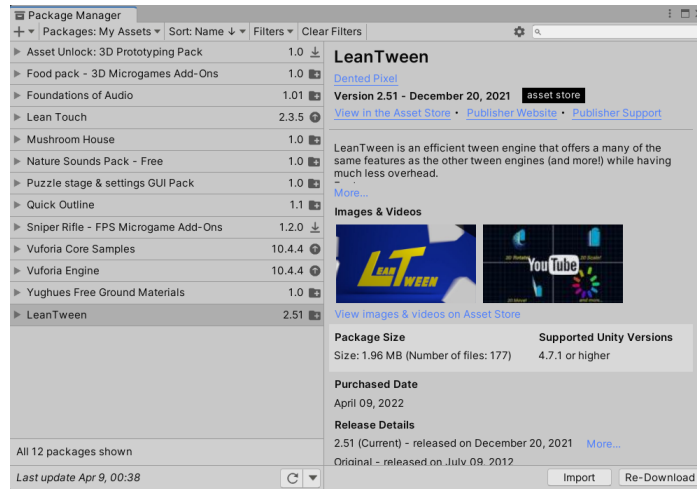 Package Manager
Packages: My Assets Sort: Name ↓ Filters Clear Filters
Asset Unlock: 3D Prototyping Pack 1.0
Food pack - 3D Microgames Add-Ons 1.0
Foundations of Audio 1.01
Lean Touch 2.3.5
Mushroom House 1.0
Nature Sounds Pack - Free 1.0
Puzzle stage & settings GUI Pack 1.0
Quick Outline 1.1
Sniper Rifle - FPS Microgame Add-Ons 1.2.0
Vuforia Core Samples 10.4.4
Vuforia Engine 10.4.4
Yughues Free Ground Materials 1.0
LeanTween 2.51
All 12 packages shown
Last update Apr 9, 00:38
LeanTween
Dented Pixel
Version 2.51 - December 20, 2021 asset store
View in the Asset Store • Publisher Website • Publisher Support
LeanTween is an efficient tween engine that offers a many of the
same features as the other tween engines (and more!) while having
much less overhead.
More...
Images & Videos
LEAN TWEEN
YouTube
View images & videos on Asset Store
Package Size Supported Unity Versions
Size: 1.96 MB (Number of files: 177) 4.7.1 or higher
Purchased Date
April 09, 2022
Release Details
2.51 (Current) - released on December 20, 2021 More...
Original - released on July 09, 2012
Import Re-Download